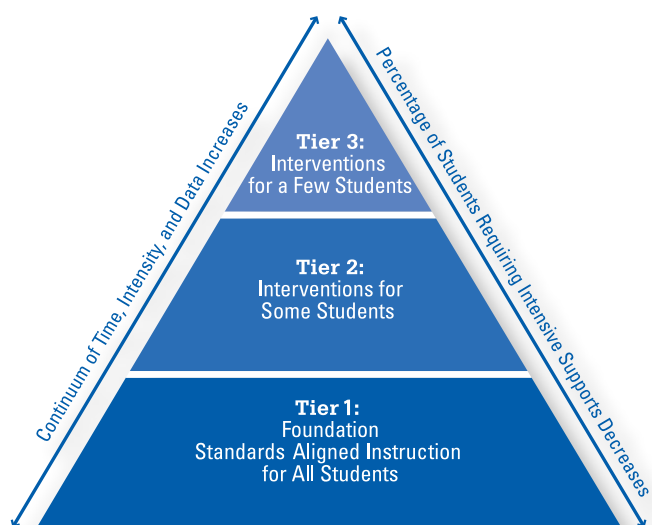 Continuum of Time, Intensity, and Data Increases
Percentage of Students Requiring Intensive Supports Decreases
Tier 3:
Interventions
for a Few Students
Tier 2:
Interventions for
Some Students
Tier 1:
Foundation
Standards Aligned Instruction
for All Students